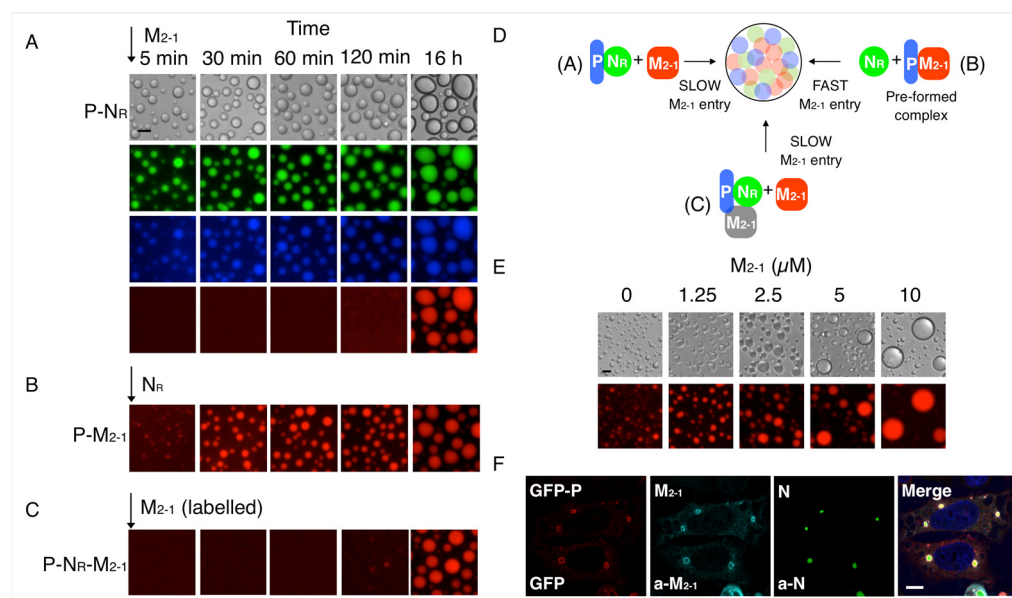 A
M2-1
Time
5 min 30 min 60 min 120 min 16 h
P-NR
B
NR
P-M2-1
C
M2-1 (labelled)
P-NR-M2-1
D
(A) P NR + M2-1
SLOW
M2-1 entry
FAST
M2-1 entry
NR + P M2-1 (B)
Pre-formed
complex
SLOW
M2-1 entry
(C) P NR + M2-1
M2-1
E
M2-1 (µM)
0 1.25 2.5 5 10
F
GFP-P M2-1 N Merge
GFP a-M2-1 a-N